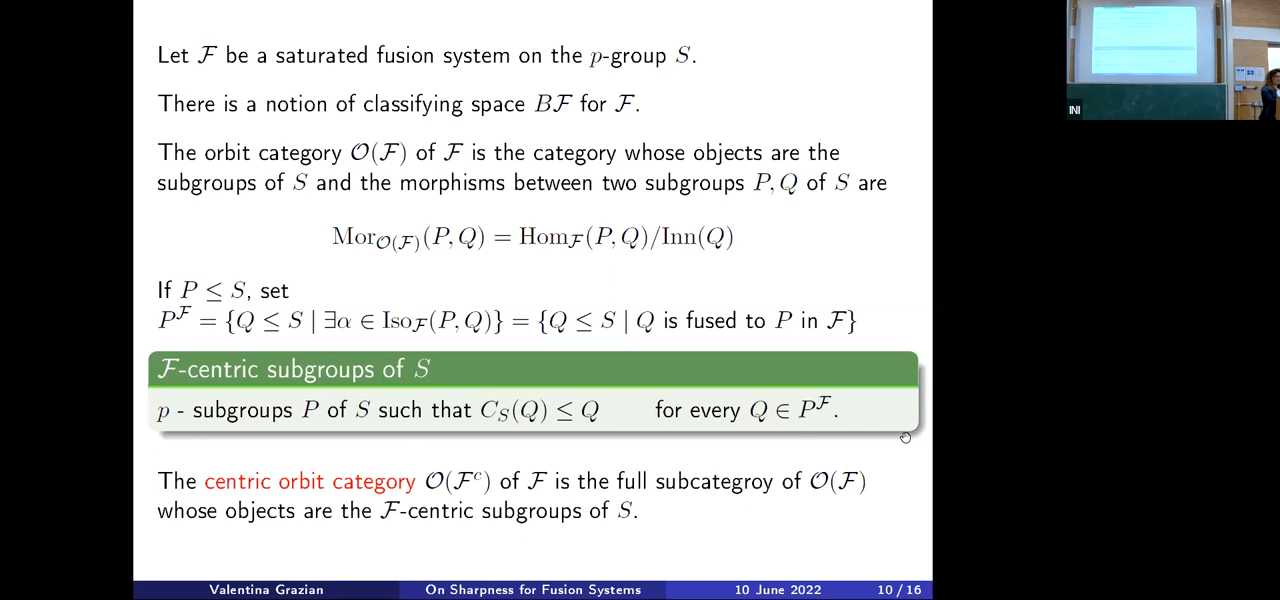 Let ℱ be a saturated fusion system on the p-group S.
There is a notion of classifying space Bℱ for ℱ.
The orbit category 𝒪(ℱ) of ℱ is the category whose objects are the
subgroups of S and the morphisms between two subgroups P, Q of S are
Mor_𝒪(ℱ)(P, Q) = Hom_ℱ(P, Q)/Inn(Q)
If P ≤ S, set
P^ℱ = {Q ≤ S | ∃α ∈ Iso_ℱ(P, Q)} = {Q ≤ S | Q is fused to P in ℱ}
ℱ-centric subgroups of S
p - subgroups P of S such that C_S(Q) ≤ Q for every Q ∈ P^ℱ.
The centric orbit category 𝒪(ℱ^c) of ℱ is the full subcategroy of 𝒪(ℱ)
whose objects are the ℱ-centric subgroups of S.
Valentina Grazian On Sharpness for Fusion Systems 10 June 2022 10 / 16
INI